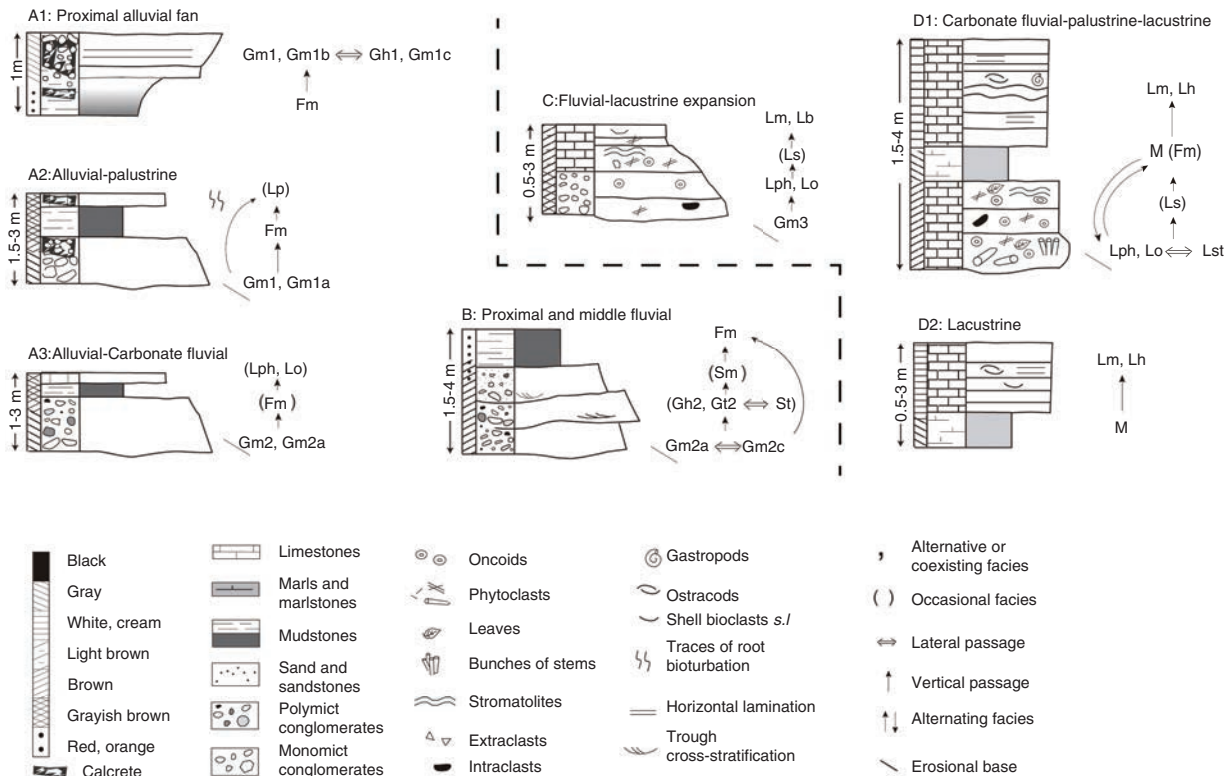 A1: Proximal alluvial fan
1m
Gm1, Gm1b ⇔ Gh1, Gm1c
Fm
A2:Alluvial-palustrine
1.5-3 m
(Lp)
Fm
Gm1, Gm1a
A3:Alluvial-Carbonate fluvial
1-3 m
(Lph, Lo)
(Fm)
Gm2, Gm2a
C:Fluvial-lacustrine expansion
0.5-3 m
Lm, Lb
(Ls)
Lph, Lo
Gm3
B: Proximal and middle fluvial
1.5-4 m
Fm
(Sm)
(Gh2, Gt2 ⇔ St)
Gm2a ⇔ Gm2c
D1: Carbonate fluvial-palustrine-lacustrine
1.5-4 m
Lm, Lh
M (Fm)
(Ls)
Lph, Lo ⇔ Lst
D2: Lacustrine
0.5-3 m
Lm, Lh
M
Black
Gray
White, cream
Light brown
Brown
Grayish brown
Red, orange
Calcrete
Limestones
Marls and
marlstones
Mudstones
Sand and
sandstones
Polymict
conglomerates
Monomict
conglomerates
Oncoids
Phytoclasts
Leaves
Bunches of stems
Stromatolites
Extraclasts
Intraclasts
Gastropods
Ostracods
Shell bioclasts s.l
Traces of root
bioturbation
Horizontal lamination
Trough
cross-stratification
, Alternative or
coexisting facies
( ) Occasional facies
⇔ Lateral passage
↑ Vertical passage
↑↓ Alternating facies
Erosional base